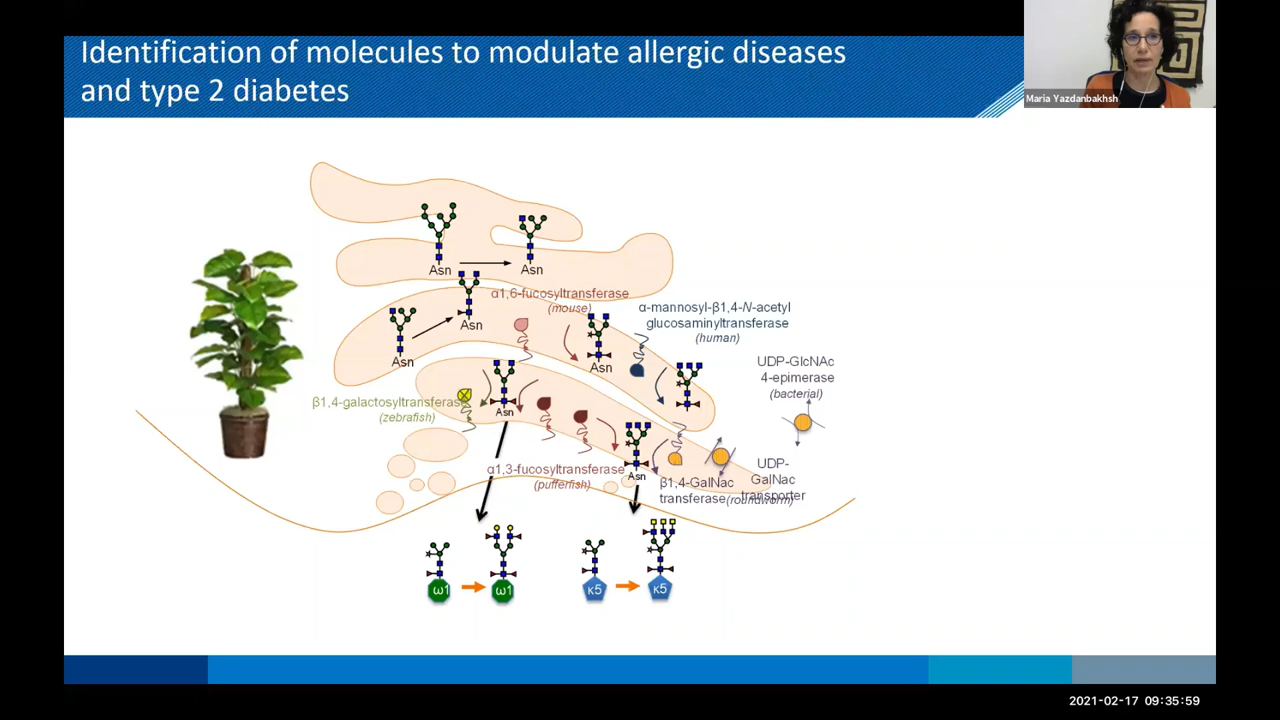 Identification of molecules to modulate allergic diseases
and type 2 diabetes
Maria Yazdanbakhsh
Asn
Asn
α1,6-fucosyltransferase
(mouse)
α-mannosyl-β1,4-N-acetyl
glucosaminyltransferase
(human)
Asn
Asn
Asn
UDP-GlcNAc
4-epimerase
(bacterial)
β1,4-galactosyltransferase
(zebrafish)
Asn
α1,3-fucosyltransferase
(pufferfish)
Asn
β1,4-GalNac
transferase(roundworm)
UDP-
GalNac
transporter
ω1
ω1
κ5
κ5
2021-02-17 09:35:59